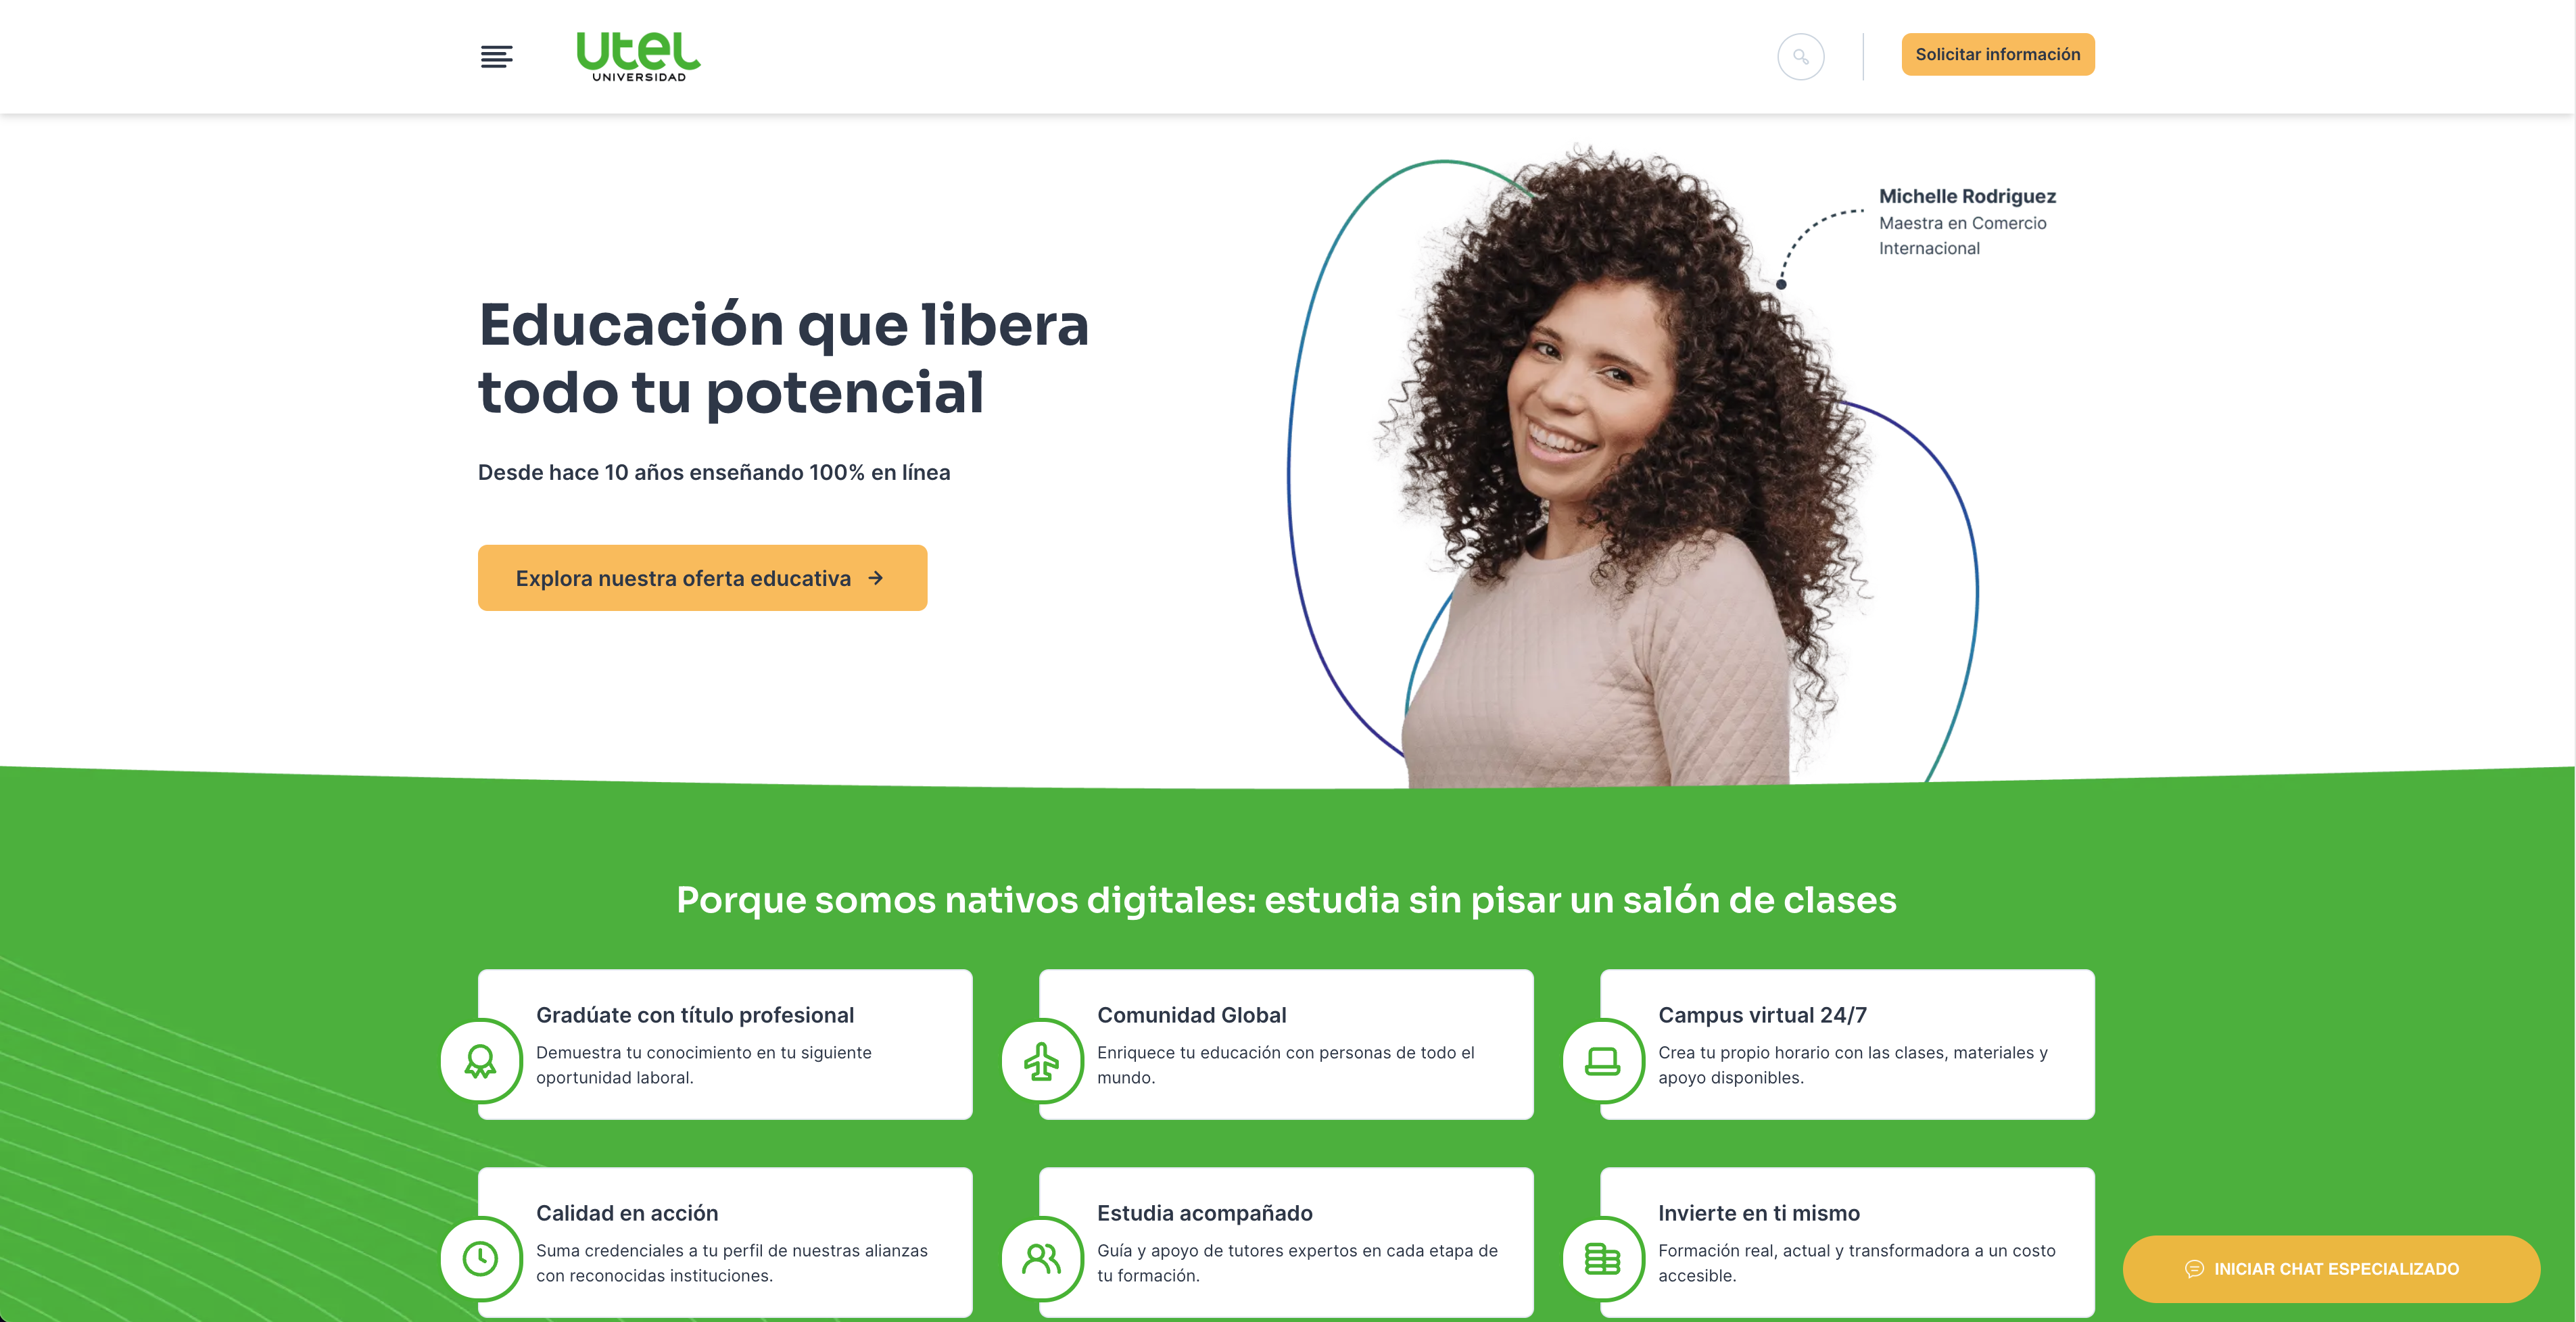 utel
UNIVERSIDAD
Solicitar información
Michelle Rodriguez
Maestra en Comercio
Internacional
Educación que libera
todo tu potencial
Desde hace 10 años enseñando 100% en línea
Explora nuestra oferta educativa
Porque somos nativos digitales: estudia sin pisar un salón de clases
Gradúate con título profesional
Demuestra tu conocimiento en tu siguiente
oportunidad laboral.
Comunidad Global
Enriquece tu educación con personas de todo el
mundo.
Campus virtual 24/7
Crea tu propio horario con las clases, materiales y
apoyo disponibles.
Calidad en acción
Suma credenciales a tu perfil de nuestras alianzas
con reconocidas instituciones.
Estudia acompañado
Guía y apoyo de tutores expertos en cada etapa de
tu formación.
Invierte en ti mismo
Formación real, actual y transformadora a un costo
accesible.
INICIAR CHAT ESPECIALIZADO